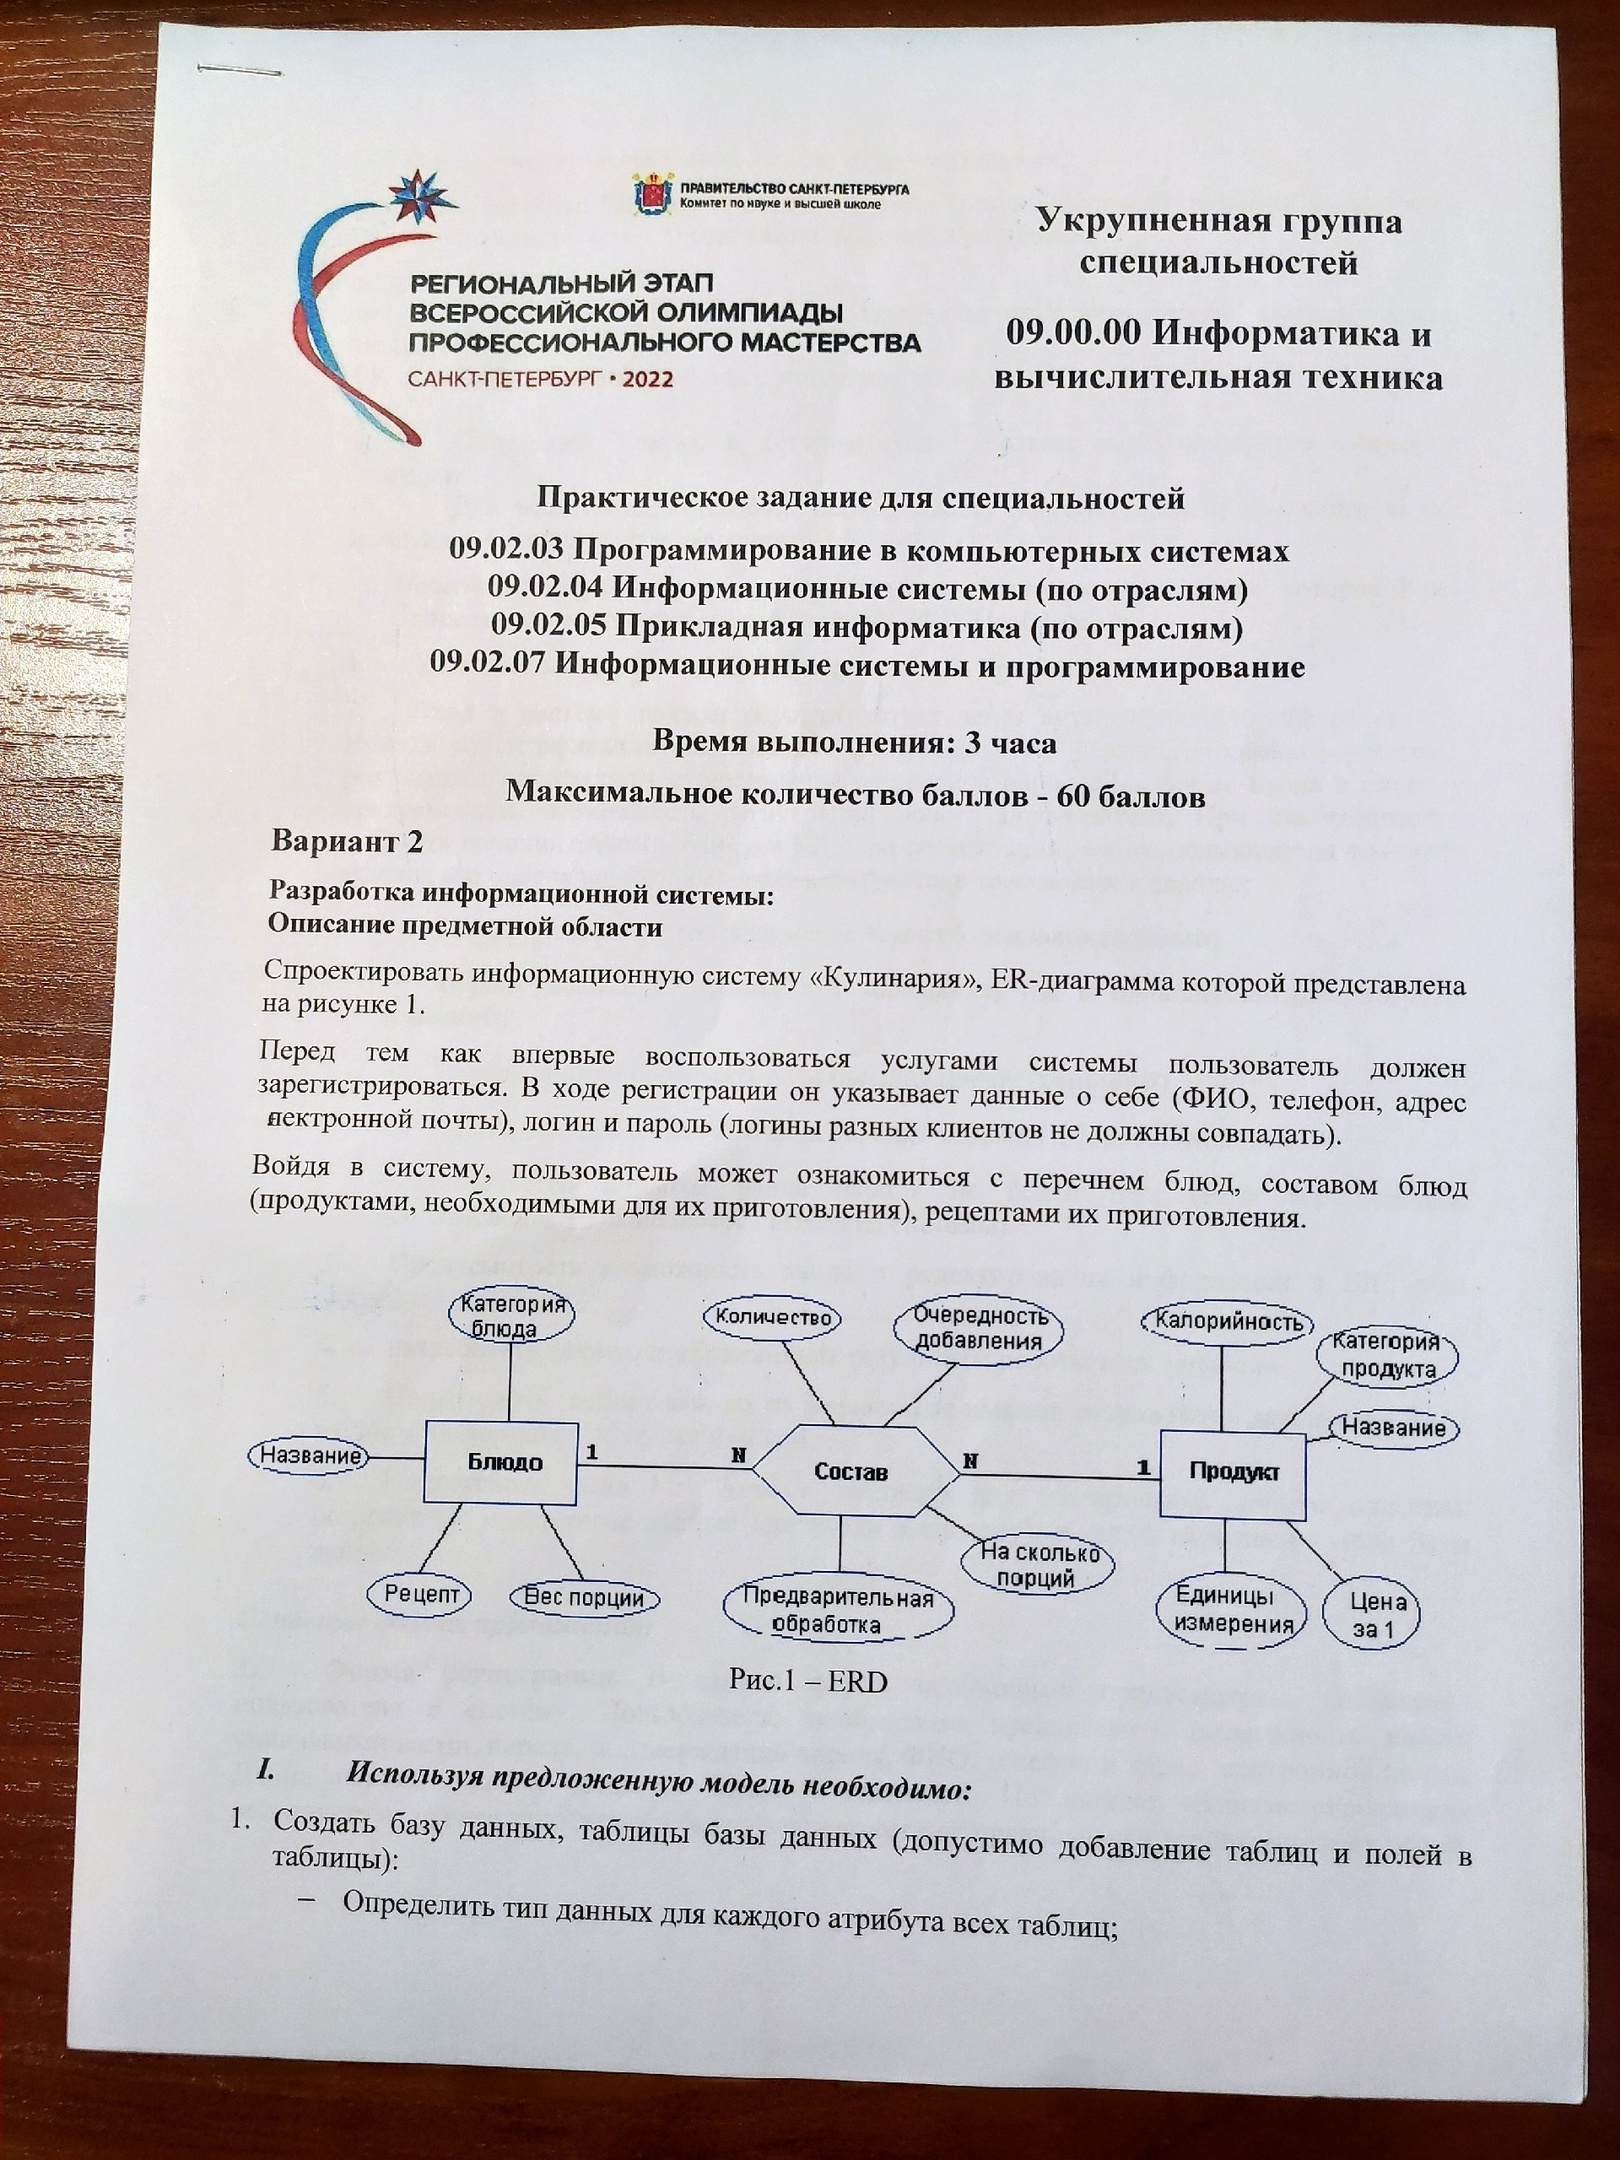 ПРАВИТЕЛЬСТВО САНКТ-ПЕТЕРБУРГА
Комитет по науке и высшей школе
РЕГИОНАЛЬНЫЙ ЭТАП
ВСЕРОССИЙСКОЙ ОЛИМПИАДЫ
ПРОФЕССИОНАЛЬНОГО МАСТЕРСТВА
САНКТ-ПЕТЕРБУРГ • 2022
Укрупненная группа
специальностей
09.00.00 Информатика и
вычислительная техника
Практическое задание для специальностей
09.02.03 Программирование в компьютерных системах
09.02.04 Информационные системы (по отраслям)
09.02.05 Прикладная информатика (по отраслям)
09.02.07 Информационные системы и программирование
Время выполнения: 3 часа
Максимальное количество баллов - 60 баллов
Вариант 2
Разработка информационной системы:
Описание предметной области
Спроектировать информационную систему «Кулинария», ER-диаграмма которой представлена
на рисунке 1.
Перед тем как впервые воспользоваться услугами системы пользователь должен
зарегистрироваться. В ходе регистрации он указывает данные о себе (ФИО, телефон, адрес
лектронной почты), логин и пароль (логины разных клиентов не должны совпадать).
Войдя в систему, пользователь может ознакомиться с перечнем блюд, составом блюд
(продуктами, необходимыми для их приготовления), рецептами их приготовления.
Категория
блюда
Количество
Очередность
добавления
Калорийность
Категория
продукта
Название
Блюдо
1
N
Состав
N
1
Продукт
Название
Рецепт
Вес порции
Предварительная
обработка
На сколько
порций
Единицы
измерения
Цена
за 1
Рис.1 – ERD
I. Используя предложенную модель необходимо:
1. Создать базу данных, таблицы базы данных (допустимо добавление таблиц и полей в
таблицы):
– Определить тип данных для каждого атрибута всех таблиц;